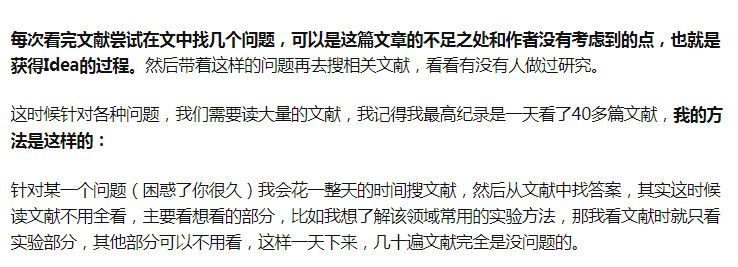 每次看完文献尝试在文中找几个问题，可以是这篇文章的不足之处和作者没有考虑到的点，也就是
获得Idea的过程。然后带着这样的问题再去搜相关文献，看看有没有人做过研究。
这时候针对各种问题，我们需要读大量的文献，我记得我最高纪录是一天看了40多篇文献，我的方
法是这样的：
针对某一个问题（困惑了你很久）我会花一整天的时间搜文献，然后从文献中找答案，其实这时候
读文献不用全看，主要看想看的部分，比如我想了解该领域常用的实验方法，那我看文献时就只看
实验部分，其他部分可以不用看，这样一天下来，几十遍文献完全是没问题的。